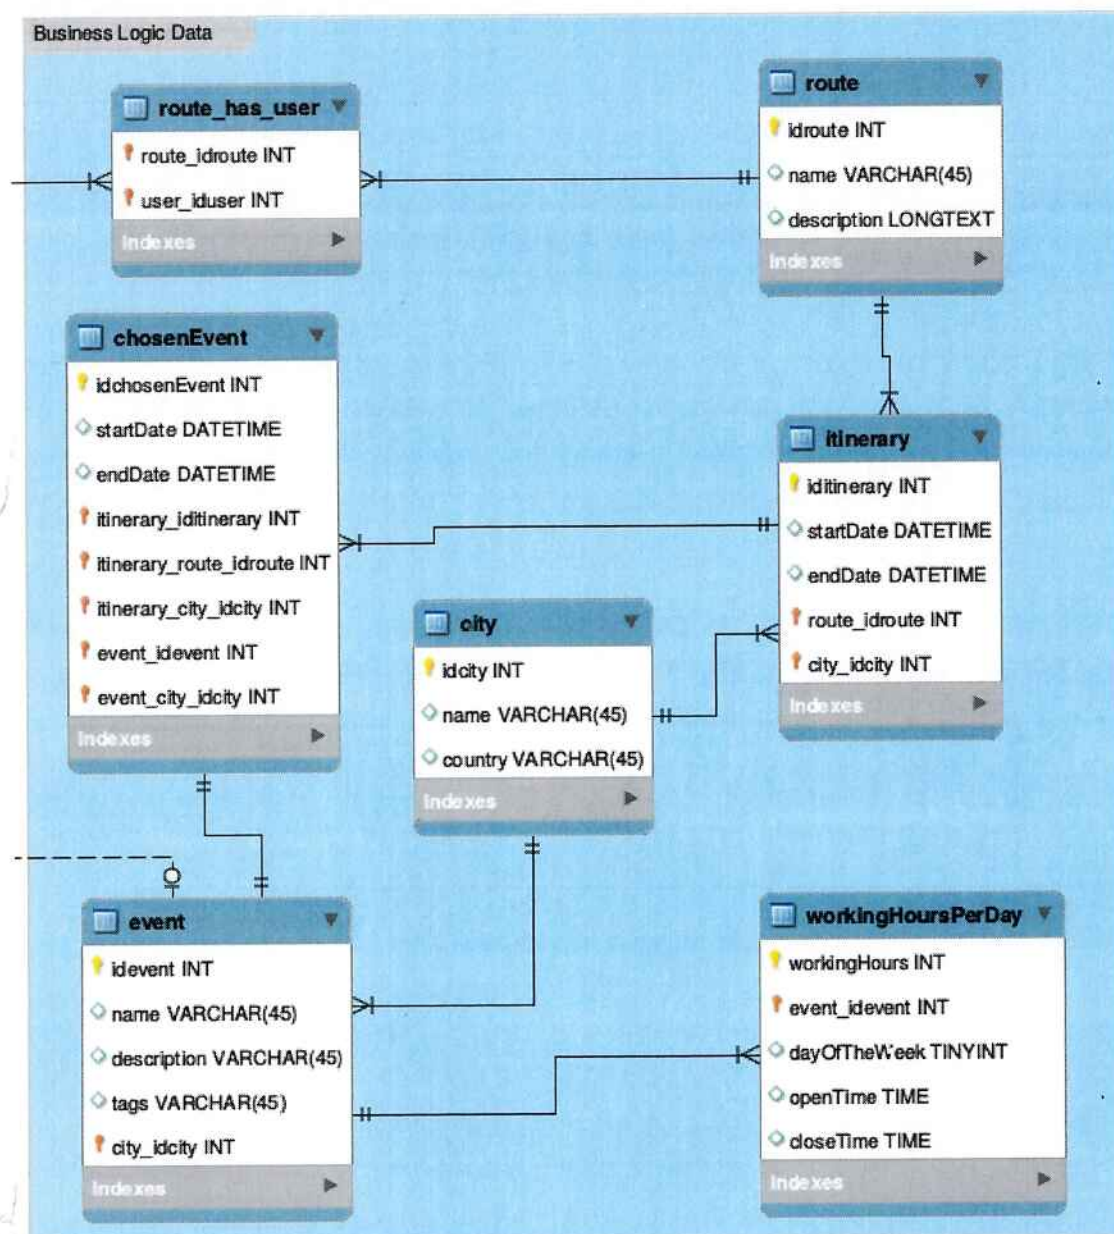 Business Logic Data
route_has_user
route_idroute INT
user_iduser INT
Indexes
route
idroute INT
name VARCHAR(45)
description LONGTEXT
Indexes
chosenEvent
idchosenEvent INT
startDate DATETIME
endDate DATETIME
itinerary_iditinerary INT
itinerary_route_idroute INT
itinerary_city_idcity INT
event_idevent INT
event_city_idcity INT
Indexes
itinerary
iditinerary INT
startDate DATETIME
endDate DATETIME
route_idroute INT
city_idcity INT
Indexes
city
idcity INT
name VARCHAR(45)
country VARCHAR(45)
Indexes
event
idevent INT
name VARCHAR(45)
description VARCHAR(45)
tags VARCHAR(45)
city_idcity INT
Indexes
workingHoursPerDay
workingHours INT
event_idevent INT
dayOfTheWeek TINYINT
openTime TIME
closeTime TIME
Indexes